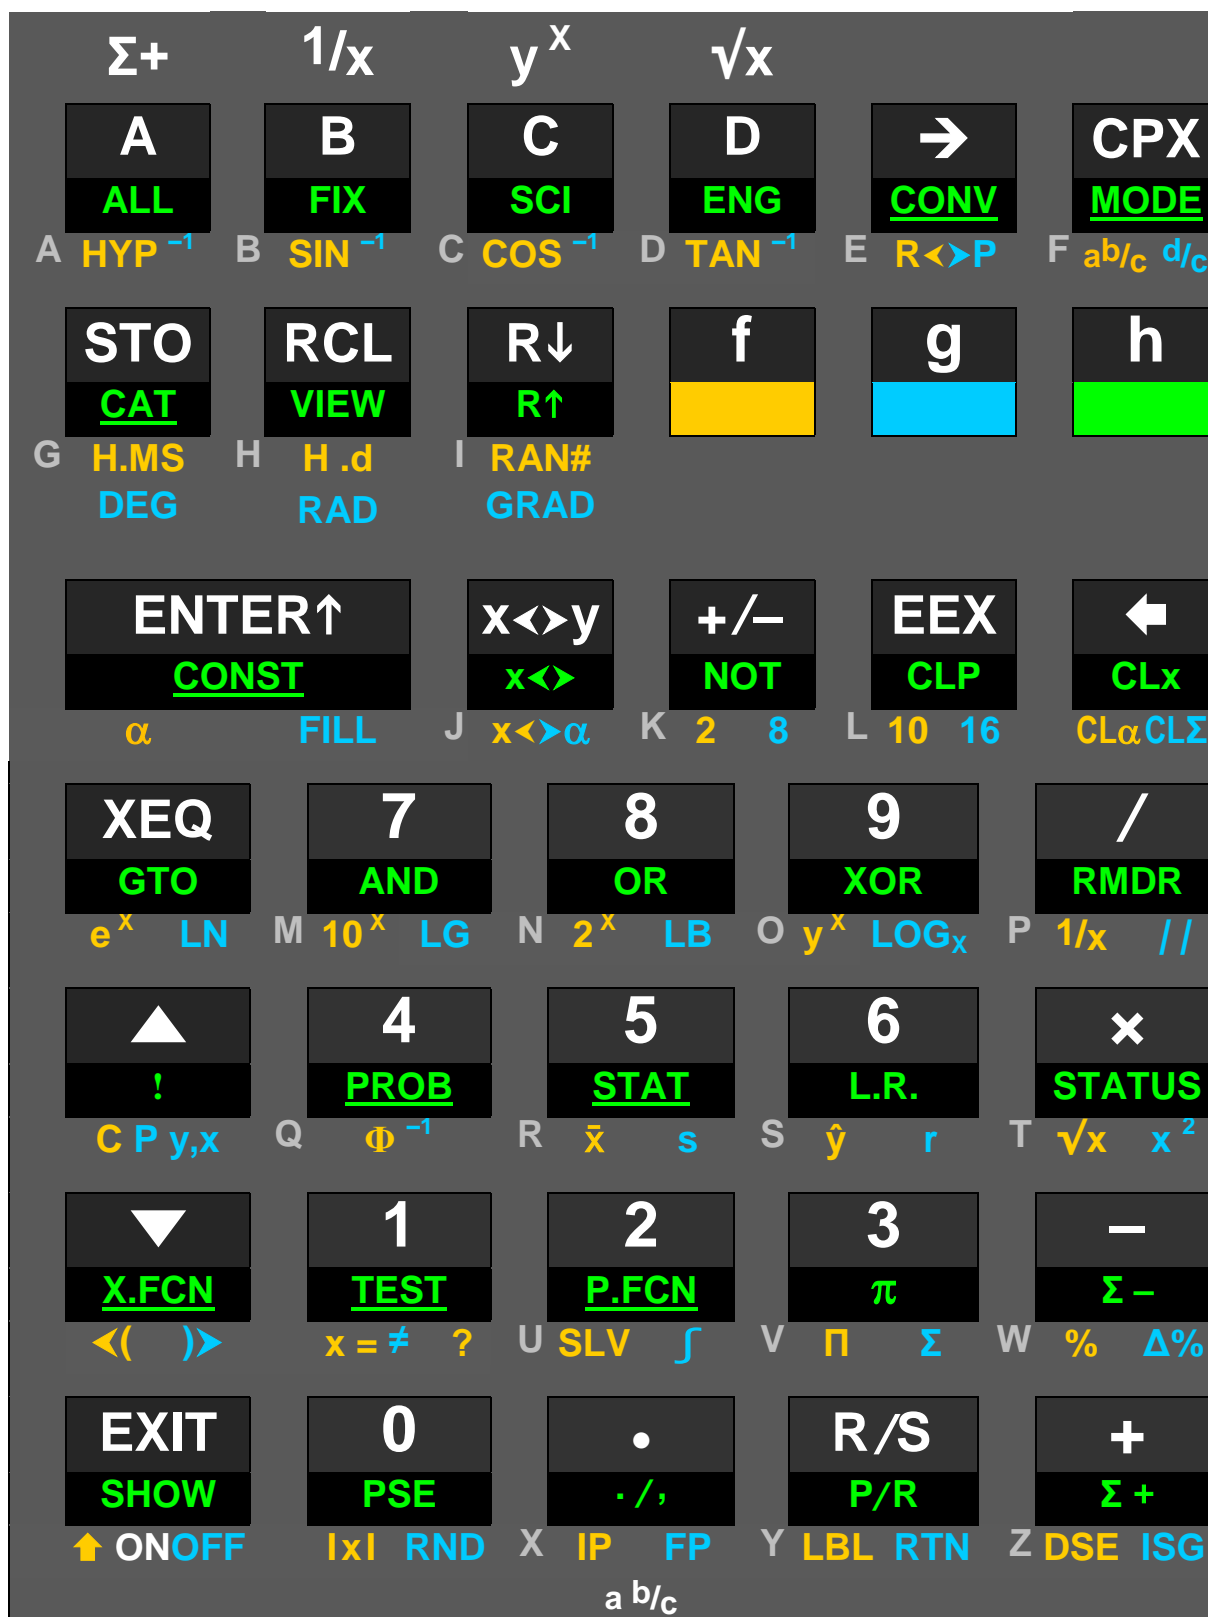 Σ+ 1/x y^x √x
A B C D ➔ CPX
ALL FIX SCI ENG CONV MODE
A HYP⁻¹ B SIN⁻¹ C COS⁻¹ D TAN⁻¹ E R<>P F ab/c d/c
STO RCL R↓ f g h
CAT VIEW R↑
G H.MS H H .d I RAN#
DEG RAD GRAD
ENTER↑ x<>y +/– EEX 🡄
CONST x<> NOT CLP CLx
α FILL J x<>α K 2 8 L 10 16 CLα CLΣ
XEQ 7 8 9 /
GTO AND OR XOR RMDR
e^x LN M 10^x LG N 2^x LB O y^x LOGₓ P 1/x //
▲ 4 5 6 ×
! PROB STAT L.R. STATUS
C P y,x Q Φ⁻¹ R x̄ s S ŷ r T √x x²
▼ 1 2 3 –
X.FCN TEST P.FCN π Σ –
<( )> x = ≠ ? U SLV ∫ V Π Σ W % Δ%
EXIT 0 . R/S +
SHOW PSE . / , P/R Σ +
⬆ ON OFF |x| RND X IP FP Y LBL RTN Z DSE ISG
a b/c